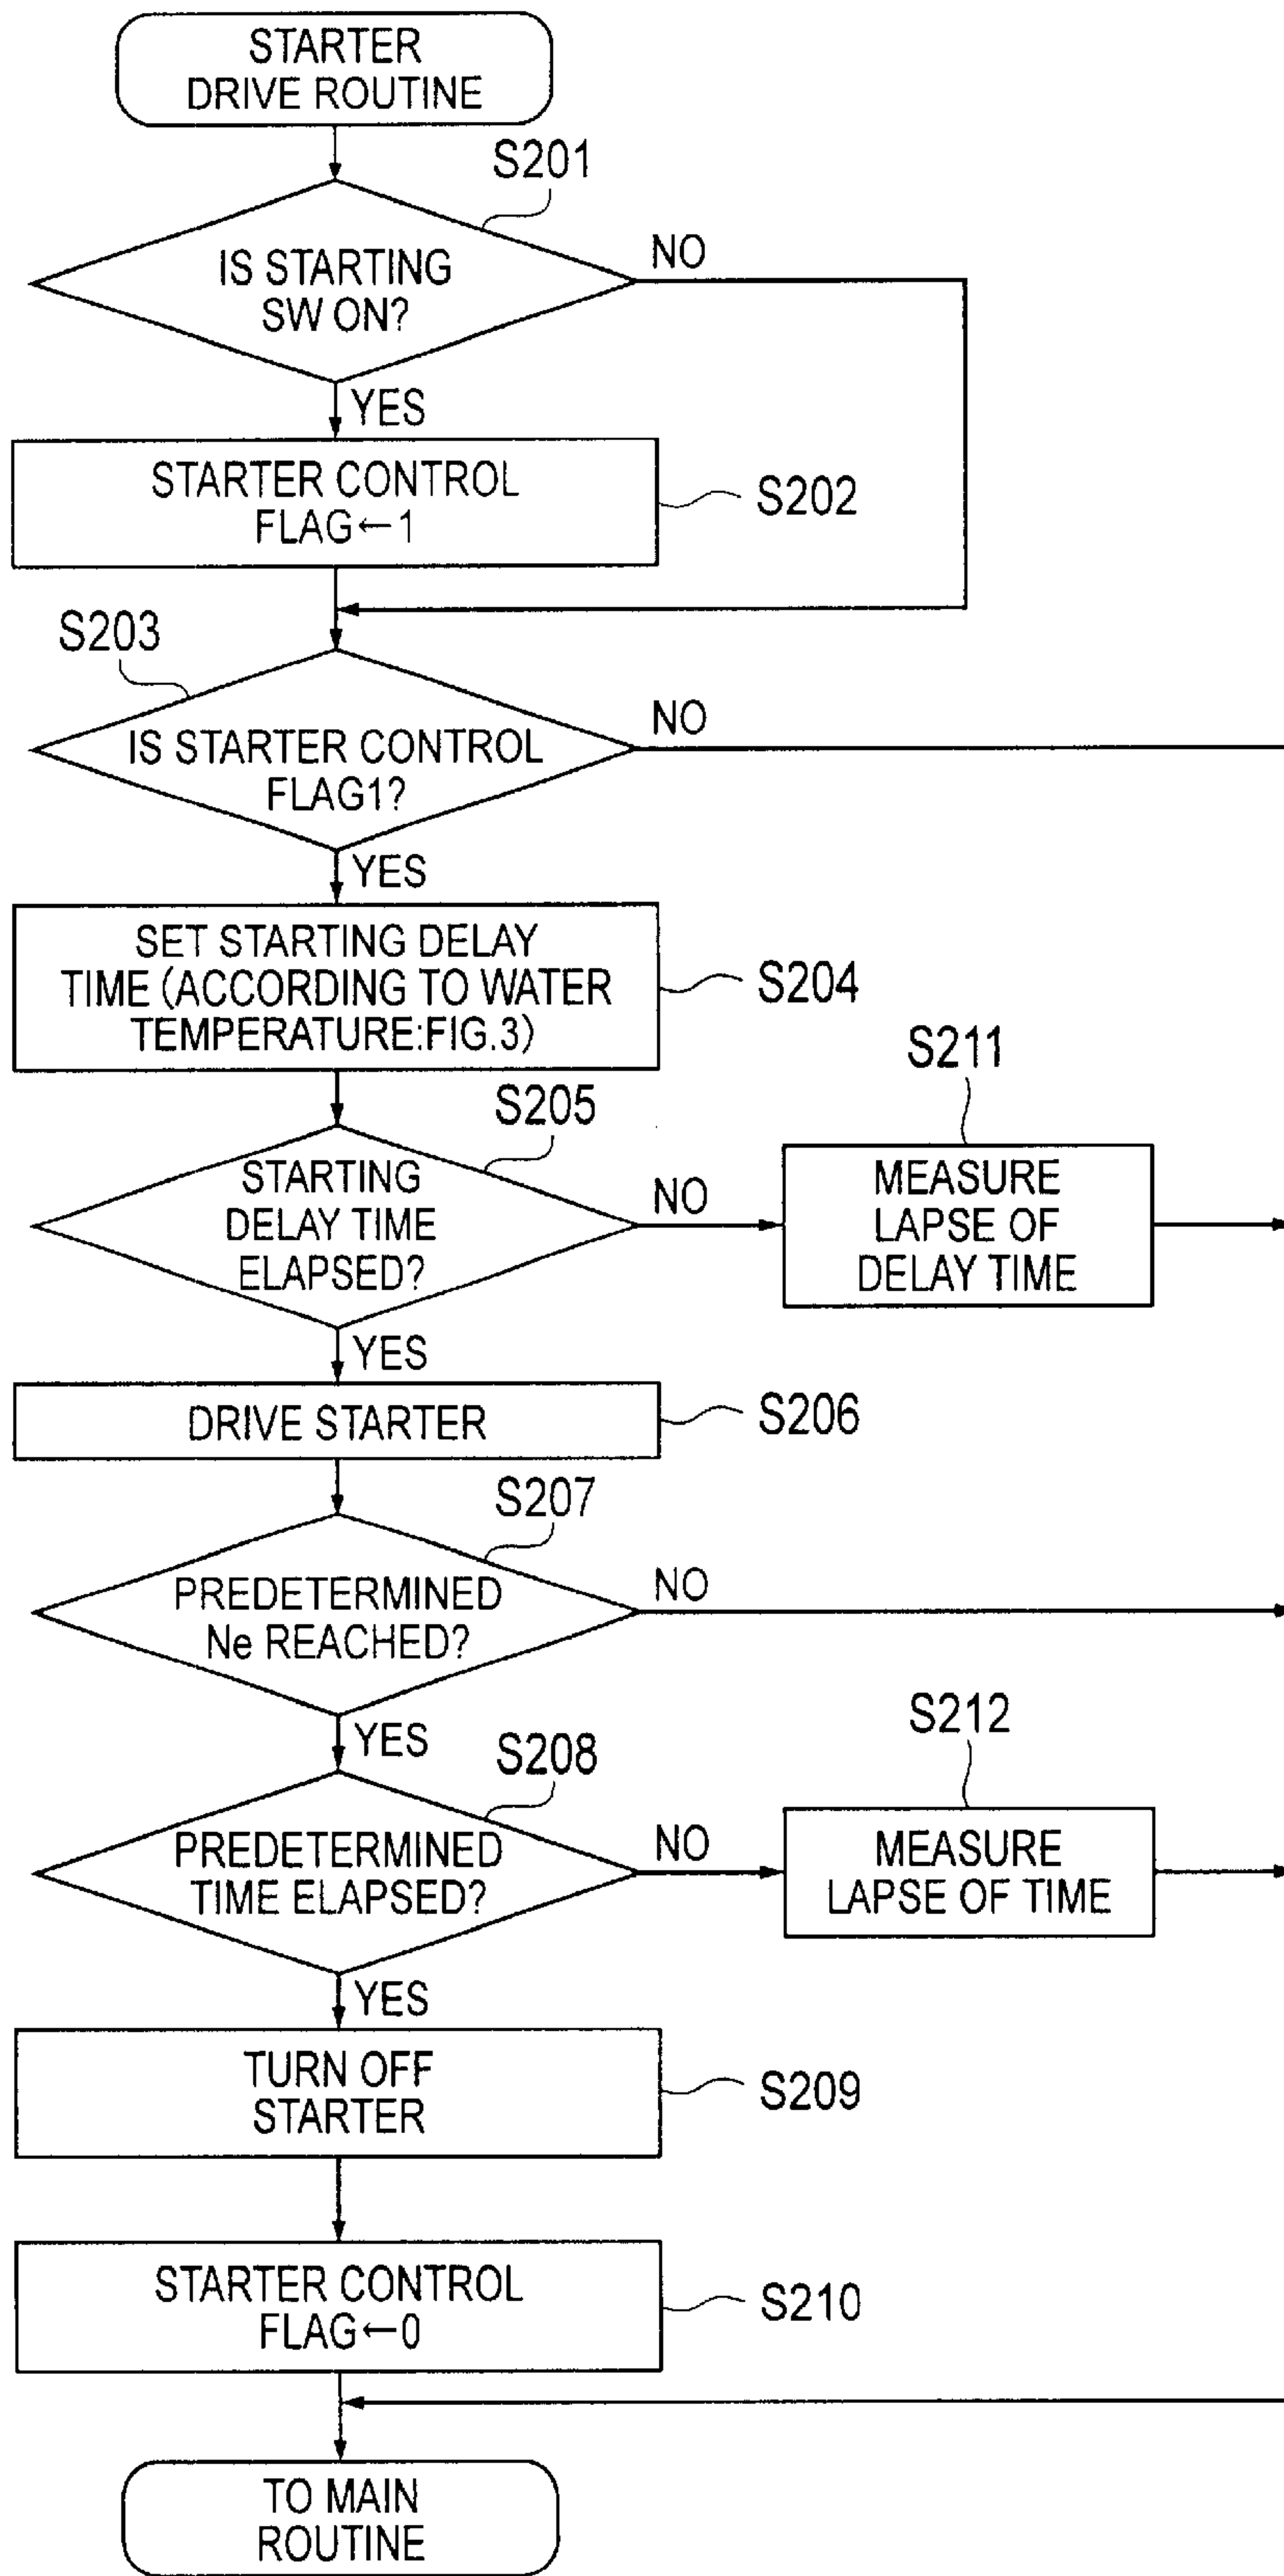 STARTER
DRIVE ROUTINE
S201
IS STARTING
SW ON?
NO
YES
STARTER CONTROL
FLAG←1
S202
S203
IS STARTER CONTROL
FLAG1?
NO
YES
SET STARTING DELAY
TIME (ACCORDING TO WATER
TEMPERATURE:FIG.3)
S204
S205
STARTING
DELAY TIME
ELAPSED?
NO
S211
MEASURE
LAPSE OF
DELAY TIME
YES
DRIVE STARTER
S206
S207
PREDETERMINED
Ne REACHED?
NO
YES
S208
PREDETERMINED
TIME ELAPSED?
NO
S212
MEASURE
LAPSE OF TIME
YES
TURN OFF
STARTER
S209
STARTER CONTROL
FLAG←0
S210
TO MAIN
ROUTINE